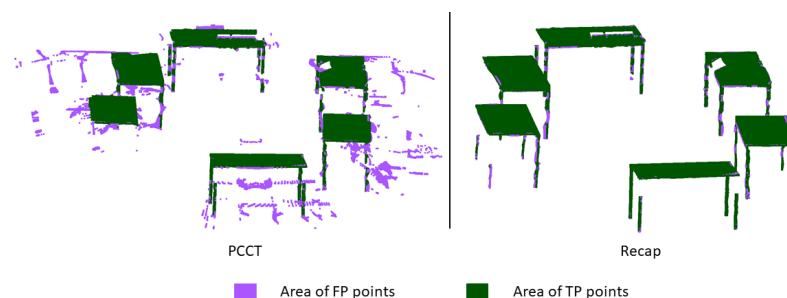 PCCT
Recap
Area of FP points
Area of TP points